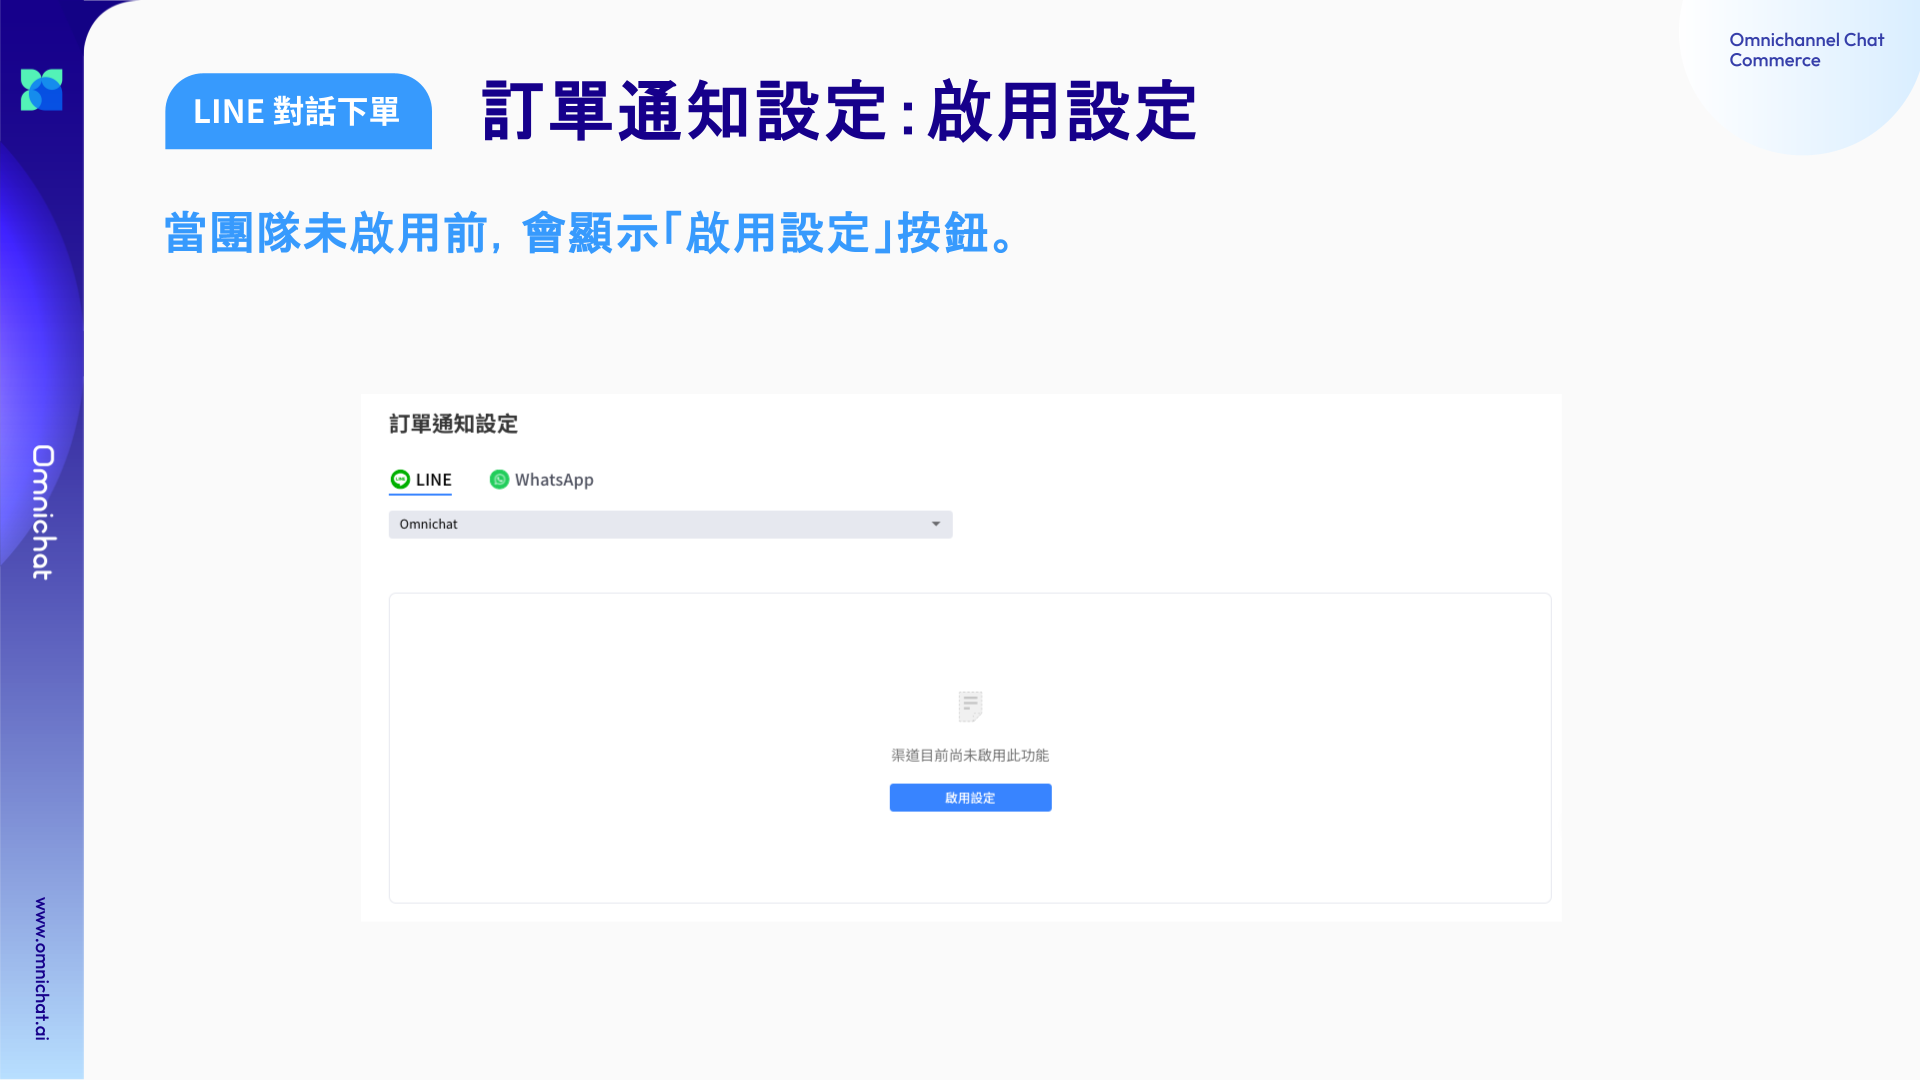 Omnichannel Chat
Commerce
LINE 對話下單
訂單通知設定：啟用設定
當團隊未啟用前，會顯示「啟用設定」按鈕。
訂單通知設定
LINE
WhatsApp
Omnichat
渠道目前尚未啟用此功能
啟用設定
Omnichat
www.omnichat.ai